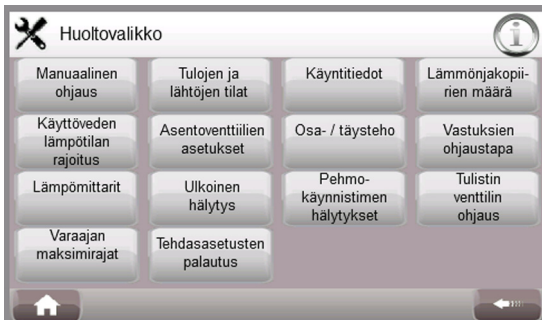 Huoltovalikko
Manuaalinen
ohjaus
Tulojen ja
lähtöjen tilat
Käyntitiedot
Lämmönjakopii-
rien määrä
Käyttöveden
lämpötilan
rajoitus
Asentoventtiilien
asetukset
Osa- / täysteho
Vastuksien
ohjaustapa
Lämpömittarit
Ulkoinen
hälytys
Pehmo-
käynnistimen
hälytykset
Tulistin
venttilin
ohjaus
Varaajan
maksimirajat
Tehdasasetusten
palautus